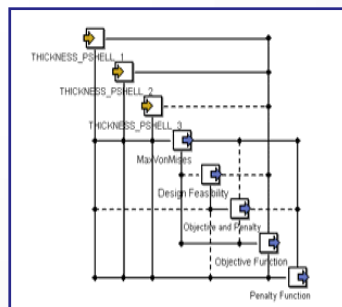 THICKNESS_PSHELL_1
THICKNESS_PSHELL_2
THICKNESS_PSHELL_3
MaxVonMises
Design Feasibility
Objective and Penalty
Objective Function
Penalty Function